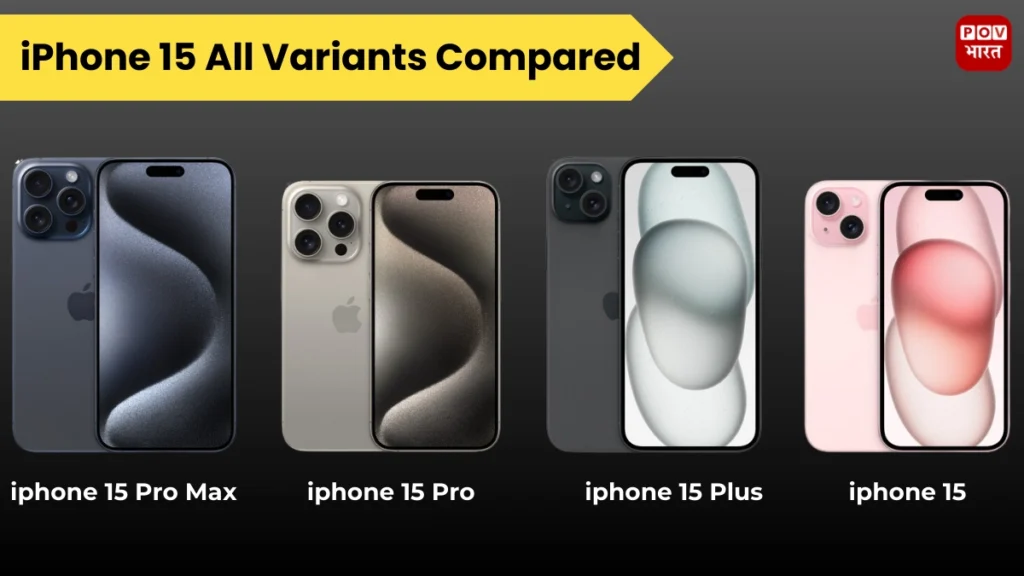 iPhone 15 All Variants Compared
POV
भारत
iphone 15 Pro Max
iphone 15 Pro
iphone 15 Plus
iphone 15